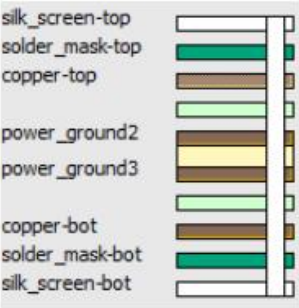 silk_screen-top
solder_mask-top
copper-top
power_ground2
power_ground3
copper-bot
solder_mask-bot
silk_screen-bot